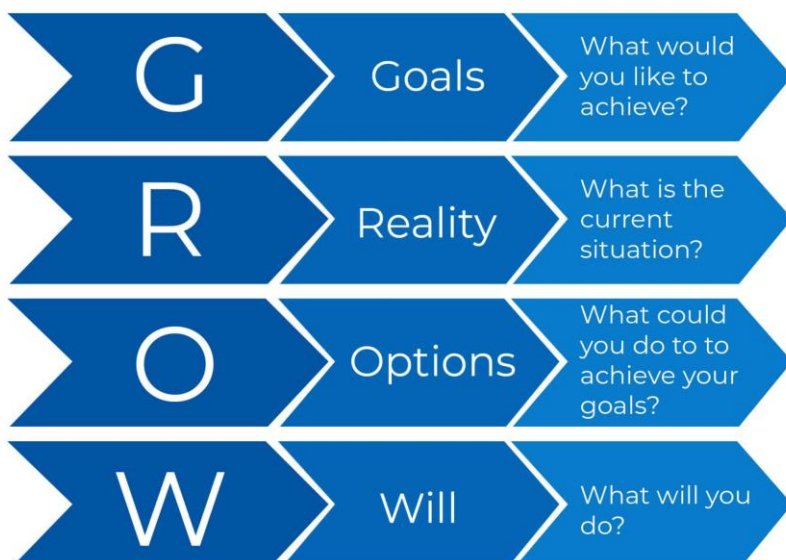 G
Goals
What would
you like to
achieve?
R
Reality
What is the
current
situation?
O
Options
What could
you do to to
achieve your
goals?
W
Will
What will you
do?